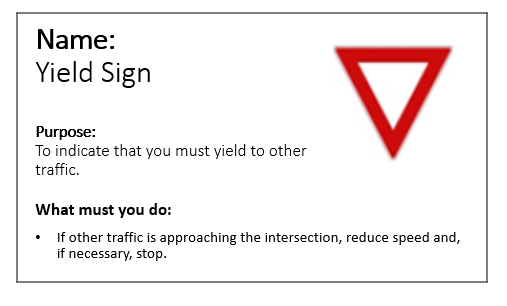 Name:
Yield Sign
Purpose:
To indicate that you must yield to other
traffic.
What must you do:
• If other traffic is approaching the intersection, reduce speed and,
if necessary, stop.